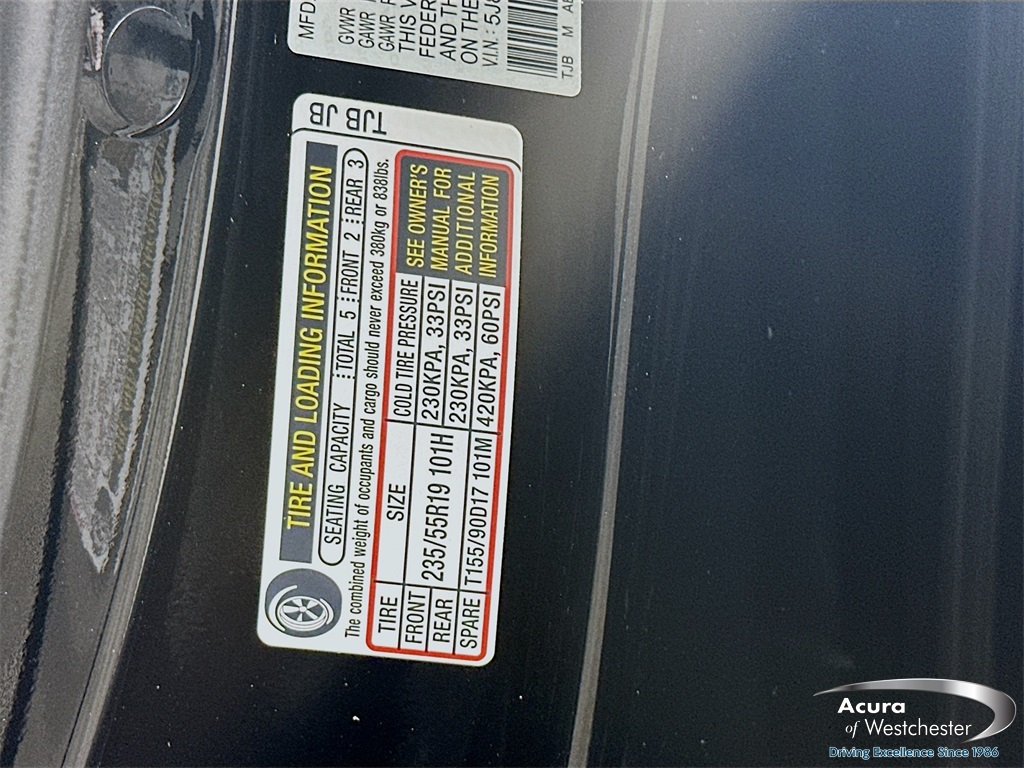 MFD
GVWR
GAWR
GAWR R
THIS V
FEDER
AND TH
ON THE
V.I.N.: 5J8
TJB M AE
TJB JB
TIRE AND LOADING INFORMATION
SEATING CAPACITY TOTAL 5 FRONT 2 REAR 3
The combined weight of occupants and cargo should never exceed 380kg or 838lbs.
TIRE SIZE COLD TIRE PRESSURE
FRONT 235/55R19 101H 230KPA, 33PSI
REAR 230KPA, 33PSI
SPARE T155/90D17 101M 420KPA, 60PSI
SEE OWNER'S
MANUAL FOR
ADDITIONAL
INFORMATION
Acura
of Westchester
Driving Excellence Since 1986